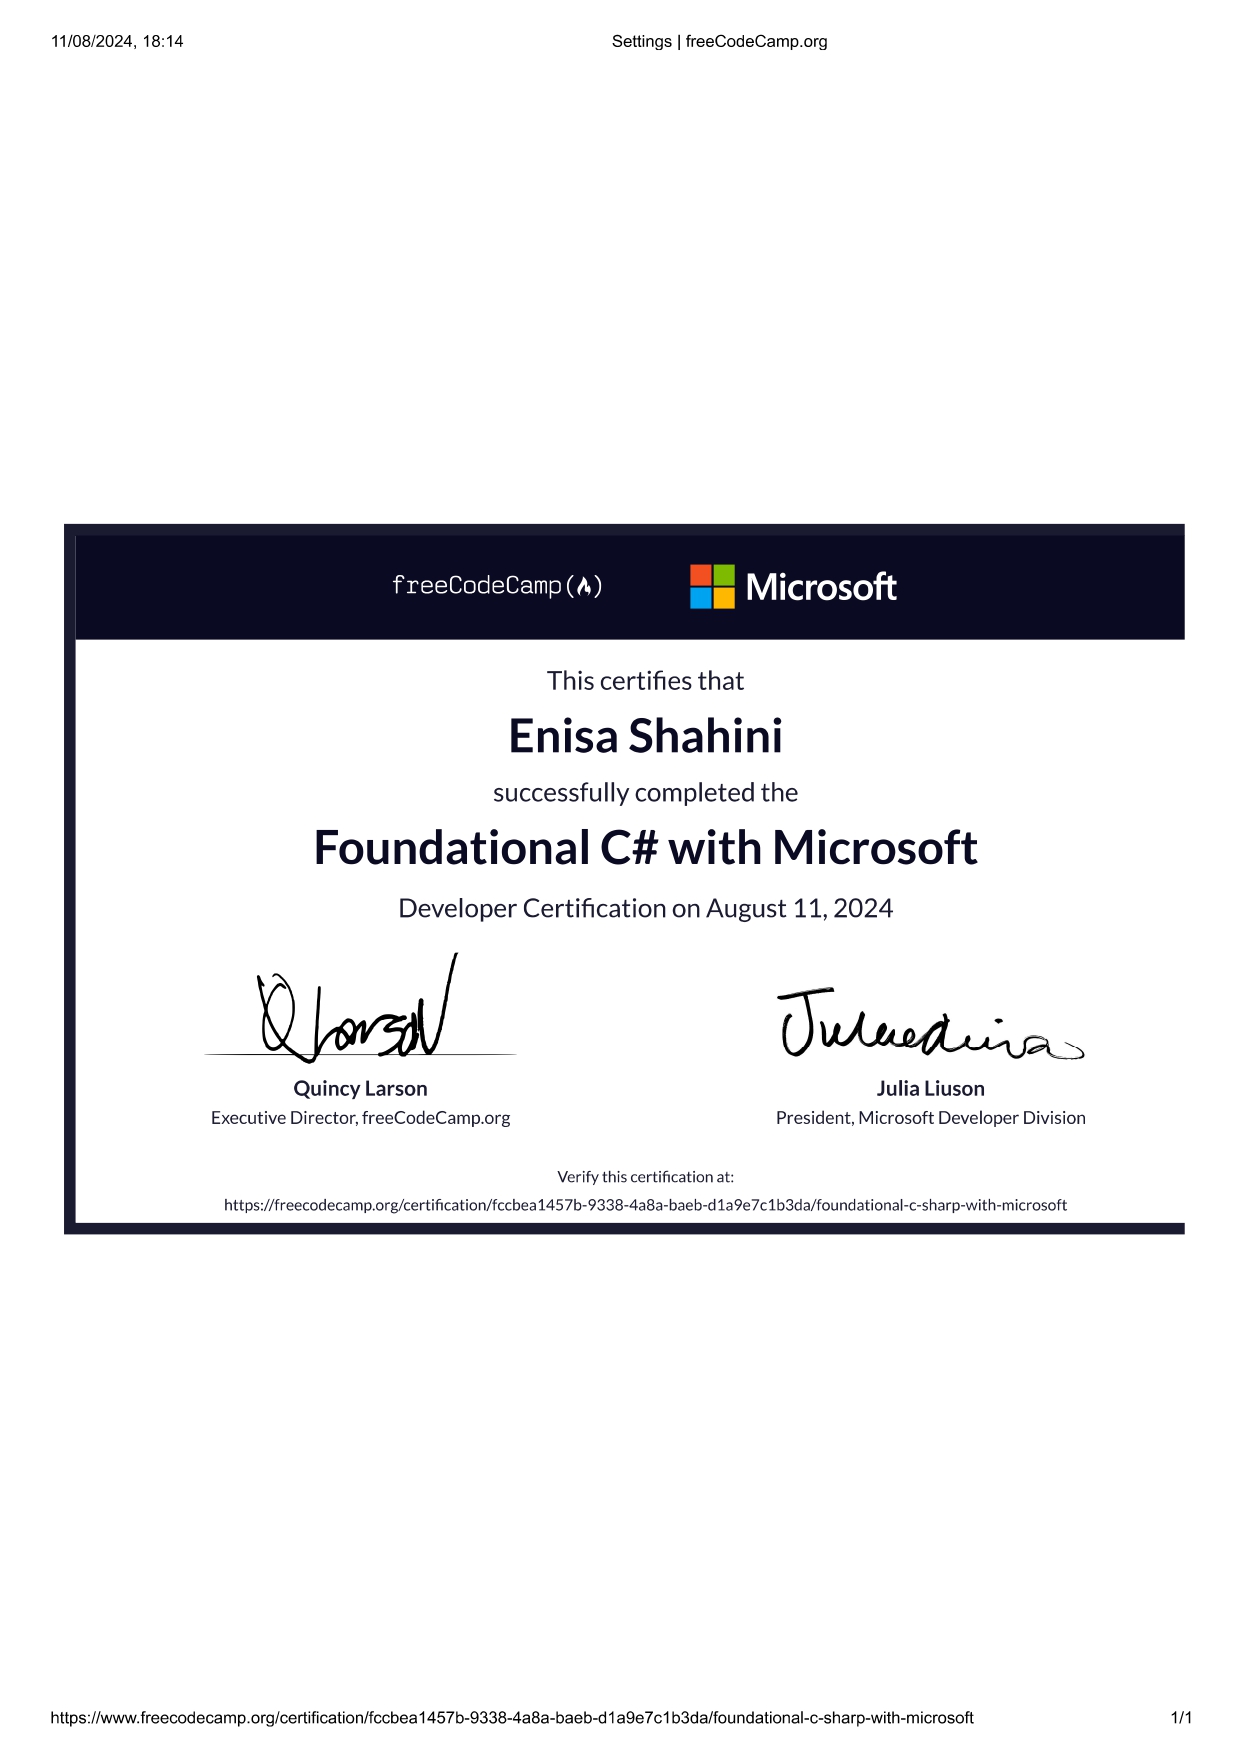 11/08/2024, 18:14
Settings | freeCodeCamp.org
freeCodeCamp(🔥)
Microsoft
This certifies that
Enisa Shahini
successfully completed the
Foundational C# with Microsoft
Developer Certification on August 11, 2024
QLarson
Quincy Larson
Executive Director, freeCodeCamp.org
Julia Liuson
President, Microsoft Developer Division
Verify this certification at:
https://freecodecamp.org/certification/fccbea1457b-9338-4a8a-baeb-d1a9e7c1b3da/foundational-c-sharp-with-microsoft
https://www.freecodecamp.org/certification/fccbea1457b-9338-4a8a-baeb-d1a9e7c1b3da/foundational-c-sharp-with-microsoft
1/1